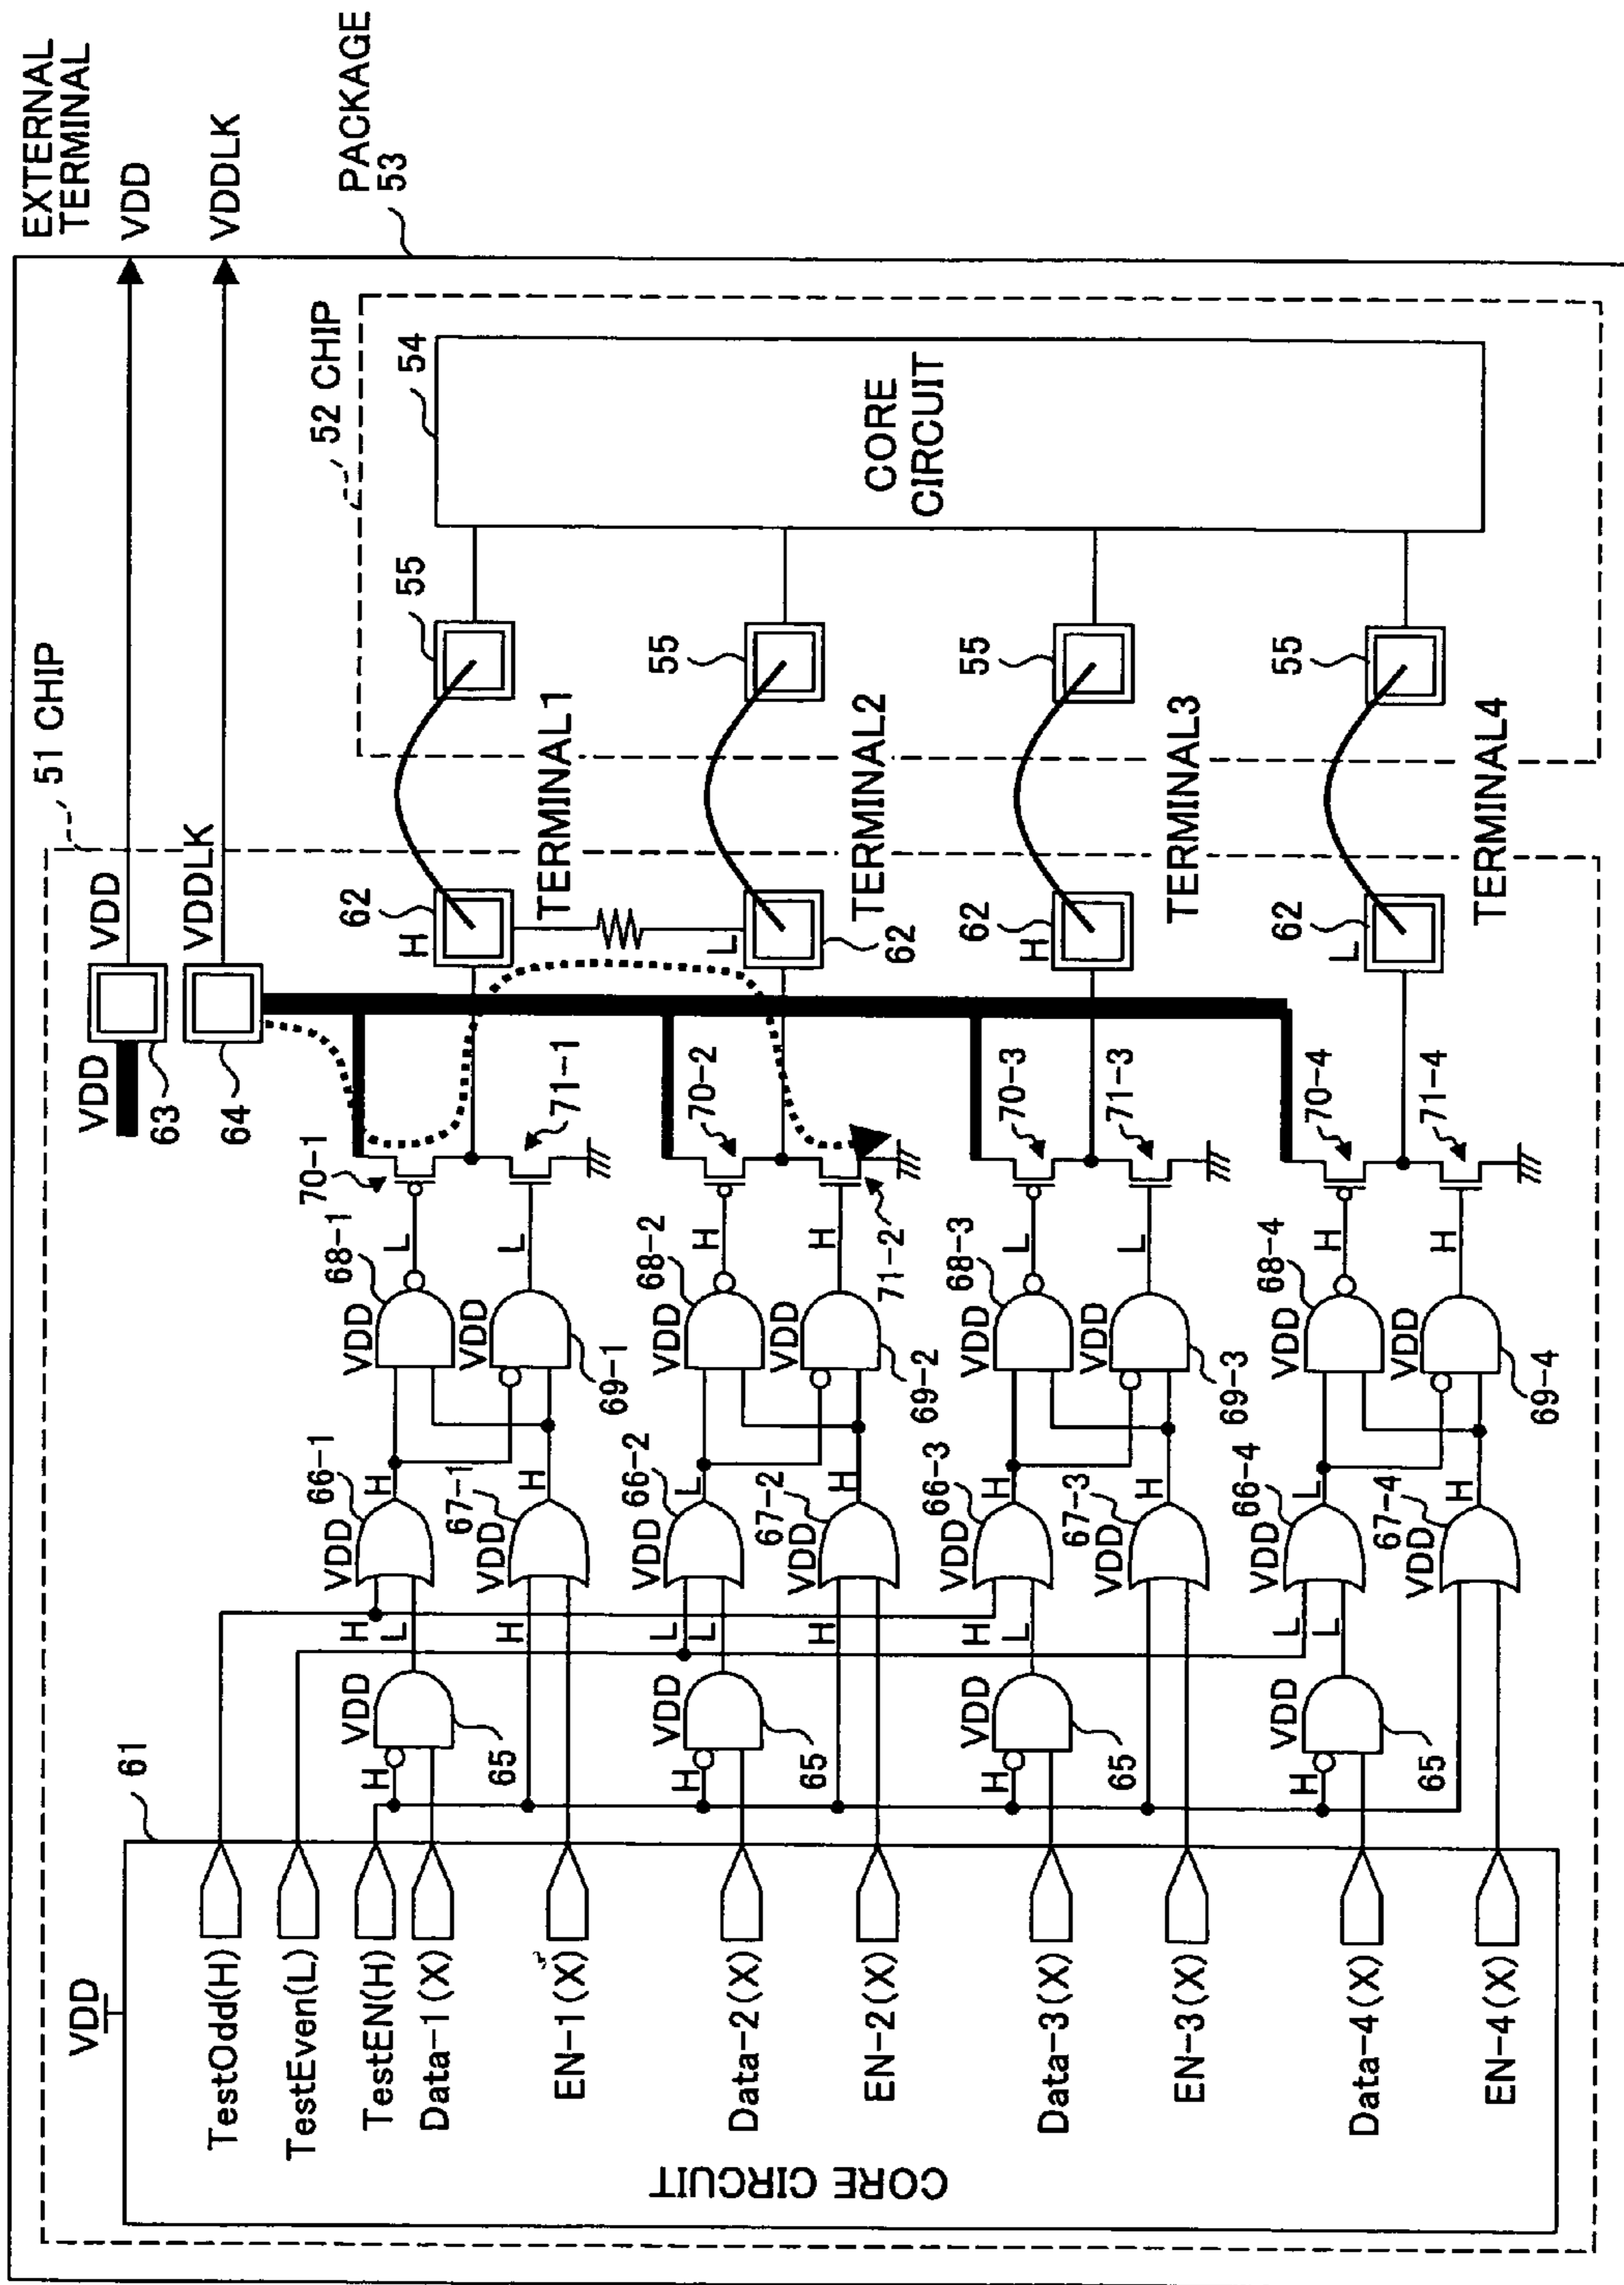 EXTERNAL
TERMINAL
VDD
VDDLK
PACKAGE
53
51 CHIP
52 CHIP
VDD
VDD
63
VDDLK
64
61
VDD
CORE CIRCUIT
TestOdd(H)
TestEven(L)
TestEN(H)
Data-1(X)
EN-1(X)
Data-2(X)
EN-2(X)
Data-3(X)
EN-3(X)
Data-4(X)
EN-4(X)
H
VDD
65
H
L
H
VDD
66-1
H
VDD
67-1
H
VDD
68-1
L
VDD
69-1
L
70-1
71-1
H
62
TERMINAL1
55
H
VDD
65
L
L
H
VDD
66-2
L
VDD
67-2
H
VDD
68-2
H
VDD
69-2
H
70-2
71-2
L
62
TERMINAL2
55
H
VDD
65
H
L
VDD
66-3
H
VDD
67-3
H
VDD
68-3
L
VDD
69-3
L
70-3
71-3
H
62
TERMINAL3
55
H
VDD
65
L
L
VDD
66-4
L
VDD
67-4
H
VDD
68-4
H
VDD
69-4
H
70-4
71-4
L
62
TERMINAL4
55
54
CORE
CIRCUIT